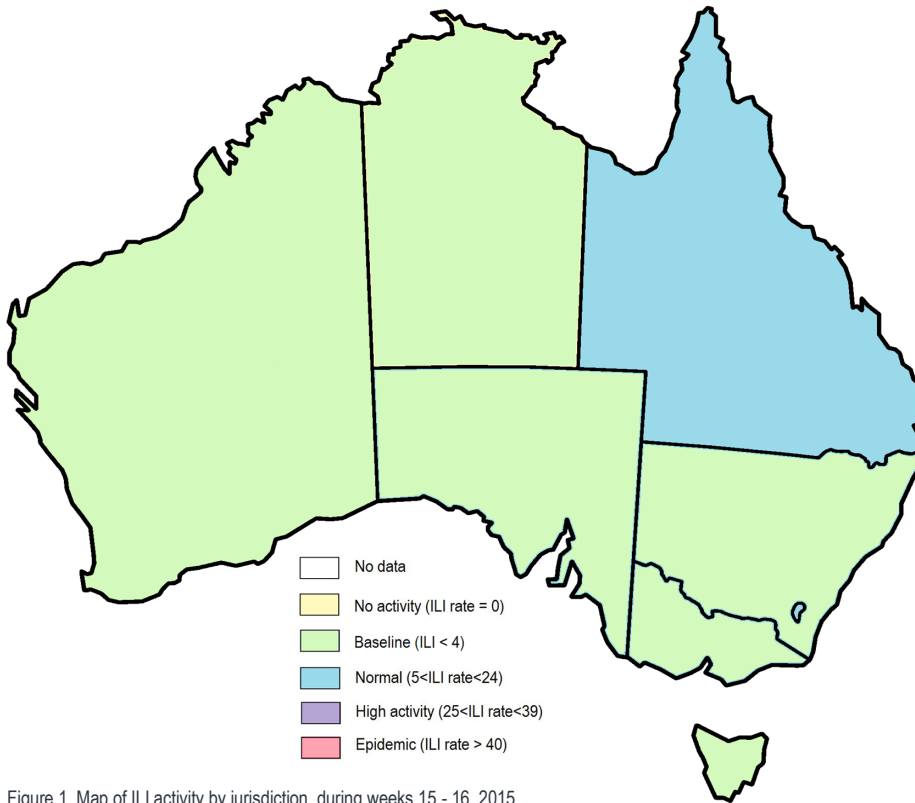 No data
No activity (ILI rate = 0)
Baseline (ILI < 4)
Normal (5<ILI rate<24)
High activity (25<ILI rate<39)
Epidemic (ILI rate > 40)
Figure 1. Map of ILI activity by jurisdiction, during weeks 15 - 16, 2015